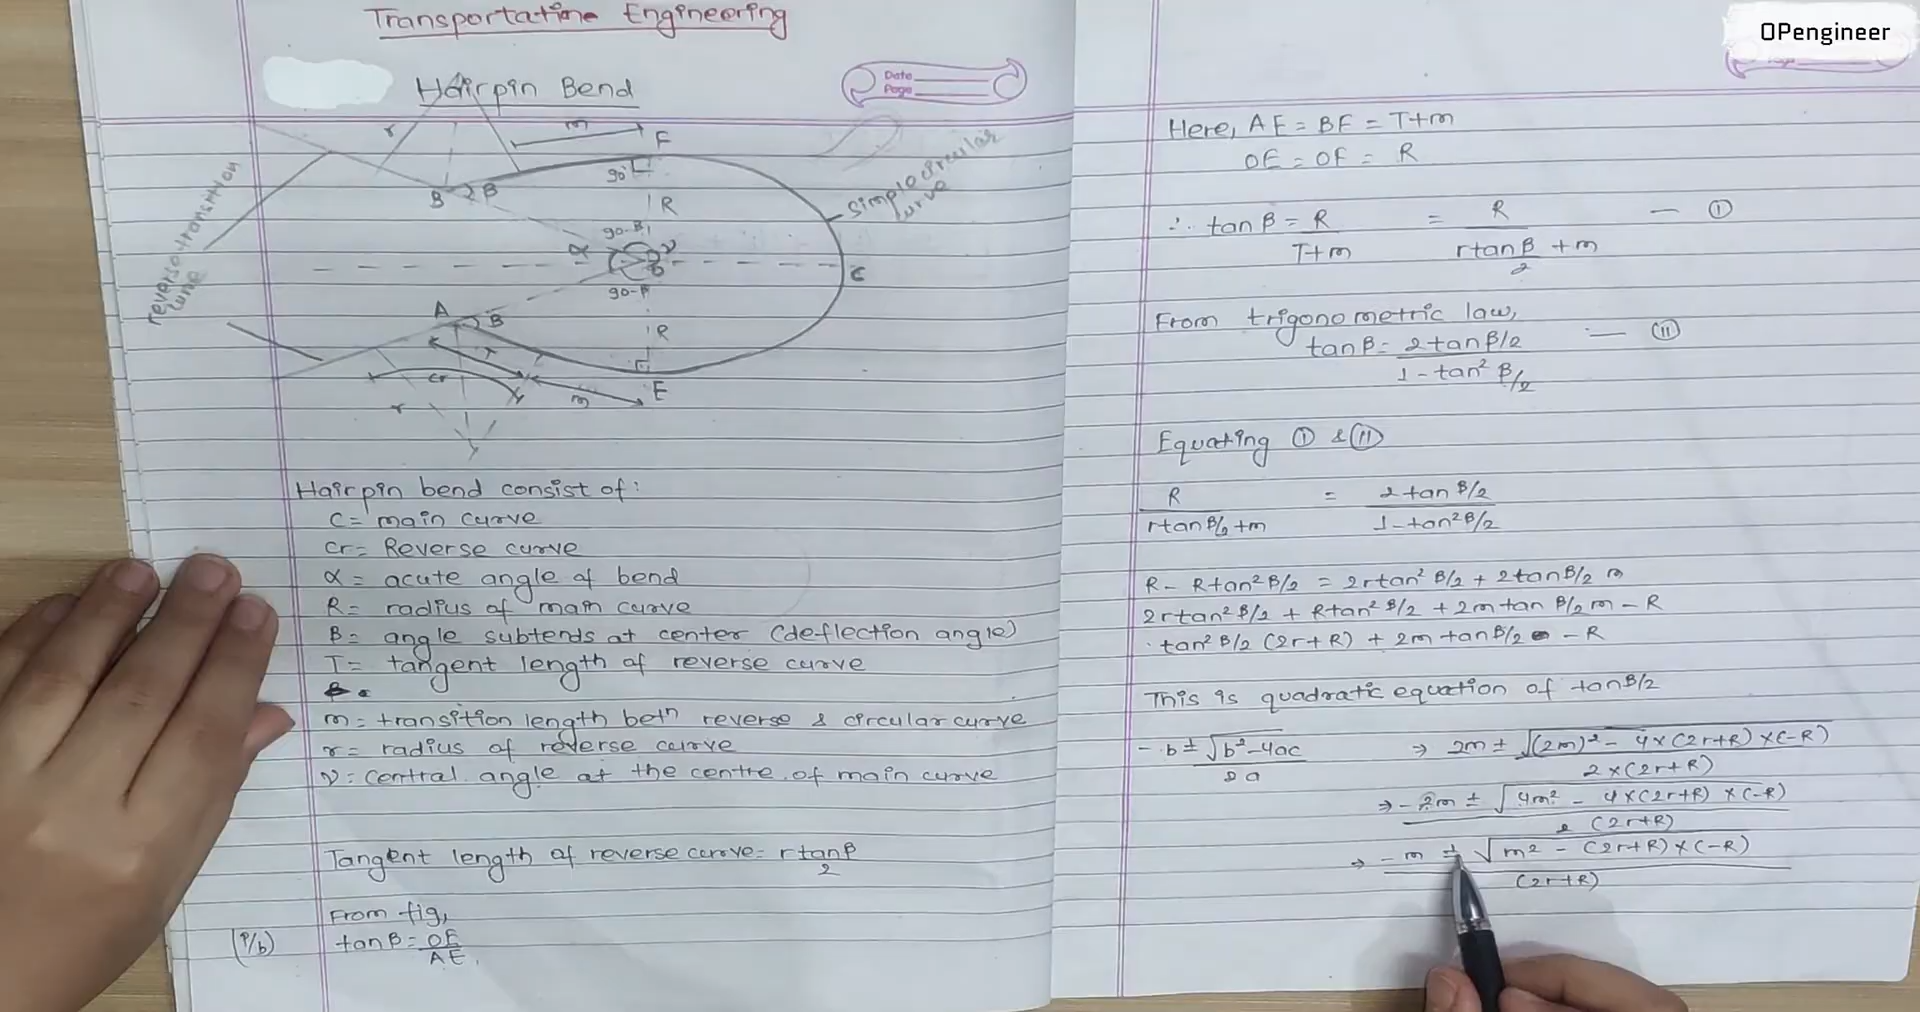 Transportation Engineering
OPengineer
Hairpin Bend
Date
Page
r
m
F
90°
B
β
R
90-β
α
ν
O
C
90-β
A
β
R
T
Cr
m
E
r
reverse transition curve
Simple circular curve
Hairpin bend consist of:
C= main curve
Cr= Reverse curve
α= acute angle of bend
R= radius of main curve
β= angle subtends at center (deflection angle)
T= tangent length of reverse curve
m= transition length betn reverse & circular curve
r= radius of reverse curve
ν= central angle at the centre of main curve
Tangent length of reverse curve= r tan β/2
From fig,
(P/b) tan β = OE/AE
Here, AE = BF = T+m
OE = OF = R
∴ tan β = R/T+m = R/r tan β/2 + m — (I)
From trigonometric law,
tan β = 2 tan β/2 / 1 - tan² β/2 — (II)
Equating (I) & (II)
R / r tan β/2 + m = 2 tan β/2 / 1 - tan² β/2
R - R tan² β/2 = 2r tan² β/2 + 2 tan β/2 m
2r tan² β/2 + R tan² β/2 + 2m tan β/2 m - R
tan² β/2 (2r+R) + 2m tan β/2 - R
This is quadratic equation of tan β/2
- b ± √b² - 4ac / 2a ⇒ 2m ± √(2m)² - 4×(2r+R)×(-R) / 2×(2r+R)
⇒ - 2m ± √4m² - 4×(2r+R)×(-R) / 2 (2r+R)
⇒ - m ± √m² - (2r+R)×(-R) / (2r+R)